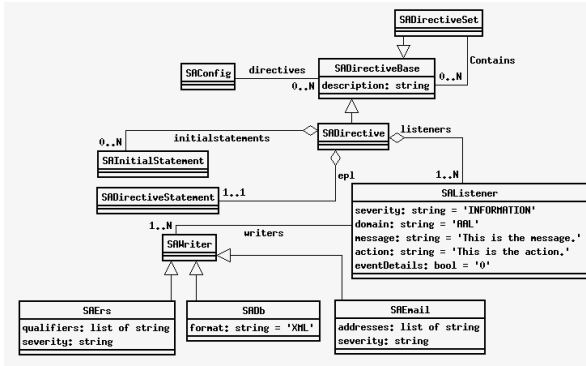 SADirectiveSet
Contains
SAConfig
directives
0..N
SADirectiveBase
description: string
0..N
SADirective
listeners
initialstatements
0..N
SAInitialStatement
epl
1..N
SADirectiveStatement
1..1
SAListener
severity: string = 'INFORMATION'
domain: string = 'AAL'
message: string = 'This is the message.'
action: string = 'This is the action.'
eventDetails: bool = '0'
1..N
writers
SAWriter
SAErs
qualifiers: list of string
severity: string
SADb
format: string = 'XML'
SAEmail
addresses: list of string
severity: string